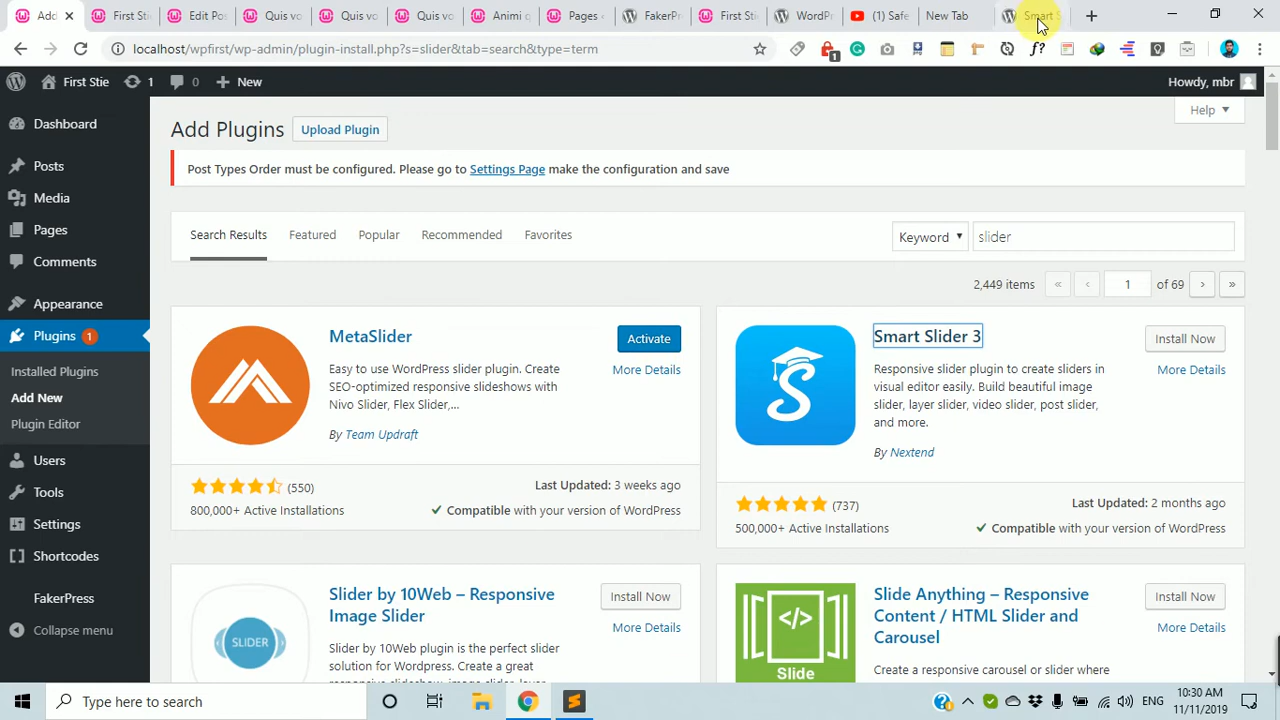 Add
First Sti
Edit Pos
Quis vo
Quis vo
Quis vo
Animi q
Pages
FakerP
First Sti
WordP
(1) Safe
New Tab
Smart S
localhost/wpfirst/wp-admin/plugin-install.php?s=slider&tab=search&type=term
1
First Stie
1
0
New
Howdy, mbr
Dashboard
Posts
Media
Pages
Comments
Appearance
Plugins 1
Installed Plugins
Add New
Plugin Editor
Users
Tools
Settings
Shortcodes
FakerPress
Collapse menu
Help
Add Plugins
Upload Plugin
Post Types Order must be configured. Please go to Settings Page make the configuration and save
Search Results
Featured
Popular
Recommended
Favorites
Keyword
slider
2,449 items
«
‹
1
of 69
›
»
MetaSlider
Activate
More Details
Easy to use WordPress slider plugin. Create
SEO-optimized responsive slideshows with
Nivo Slider, Flex Slider,...
By Team Updraft
(550)
800,000+ Active Installations
Last Updated: 3 weeks ago
Compatible with your version of WordPress
S
Smart Slider 3
Install Now
More Details
Responsive slider plugin to create sliders in
visual editor easily. Build beautiful image
slider, layer slider, video slider, post slider,
and more.
By Nextend
(737)
500,000+ Active Installations
Last Updated: 2 months ago
Compatible with your version of WordPress
SLIDER
Slider by 10Web – Responsive
Image Slider
Install Now
More Details
Slider by 10Web plugin is the perfect slider
solution for Wordpress. Create a great
</>
Slide
Slide Anything – Responsive
Content / HTML Slider and
Carousel
Install Now
More Details
Create a responsive carousel or slider where
Type here to search
ENG
10:30 AM
11/11/2019